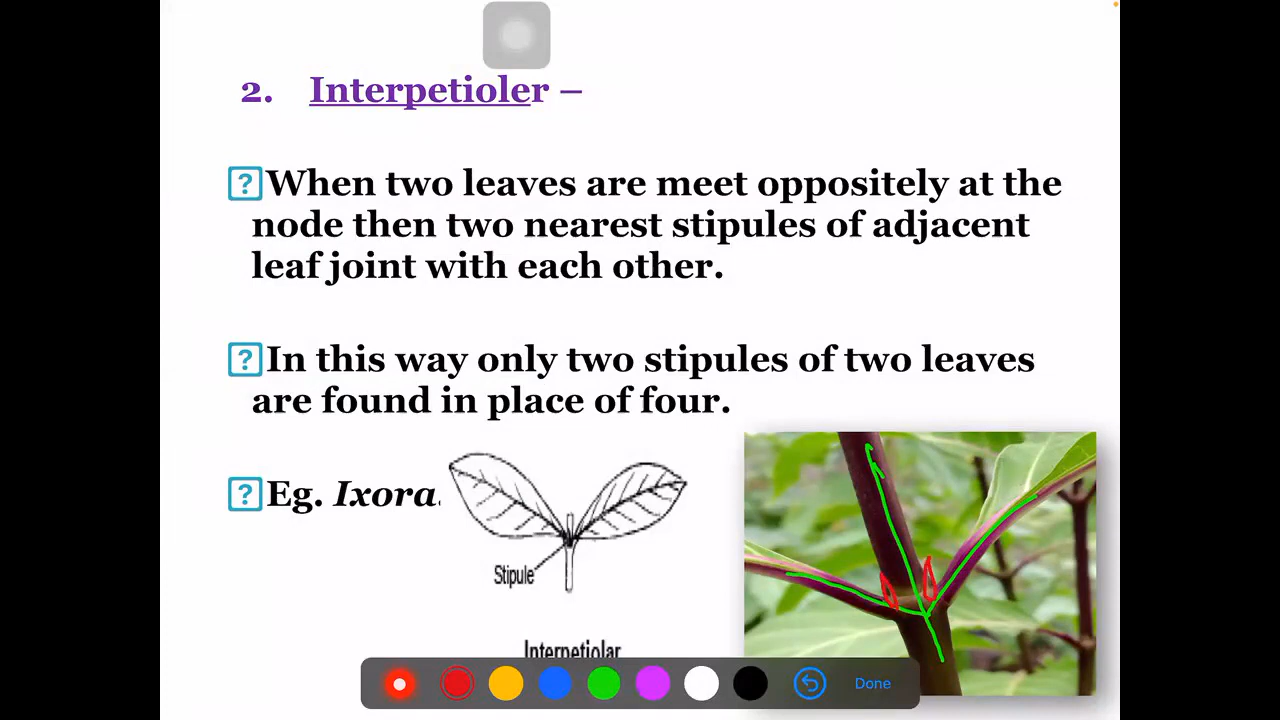 2. Interpetioler –
When two leaves are meet oppositely at the
node then two nearest stipules of adjacent
leaf joint with each other.
In this way only two stipules of two leaves
are found in place of four.
Eg. Ixora.
Stipule
Interpetiolar
Done